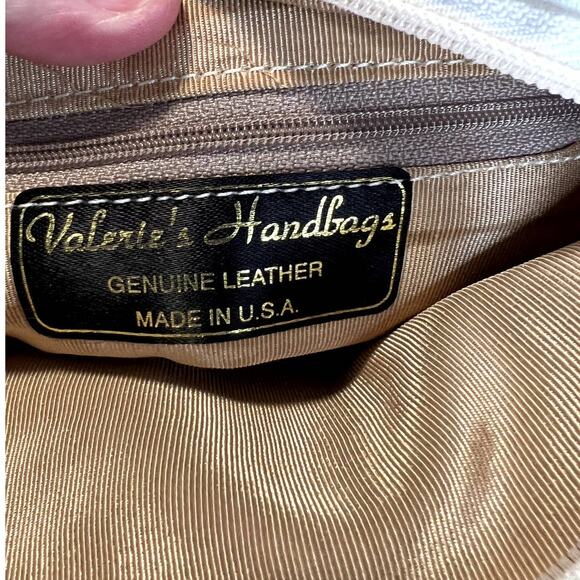 Valerie's Handbags
GENUINE LEATHER
MADE IN U.S.A.